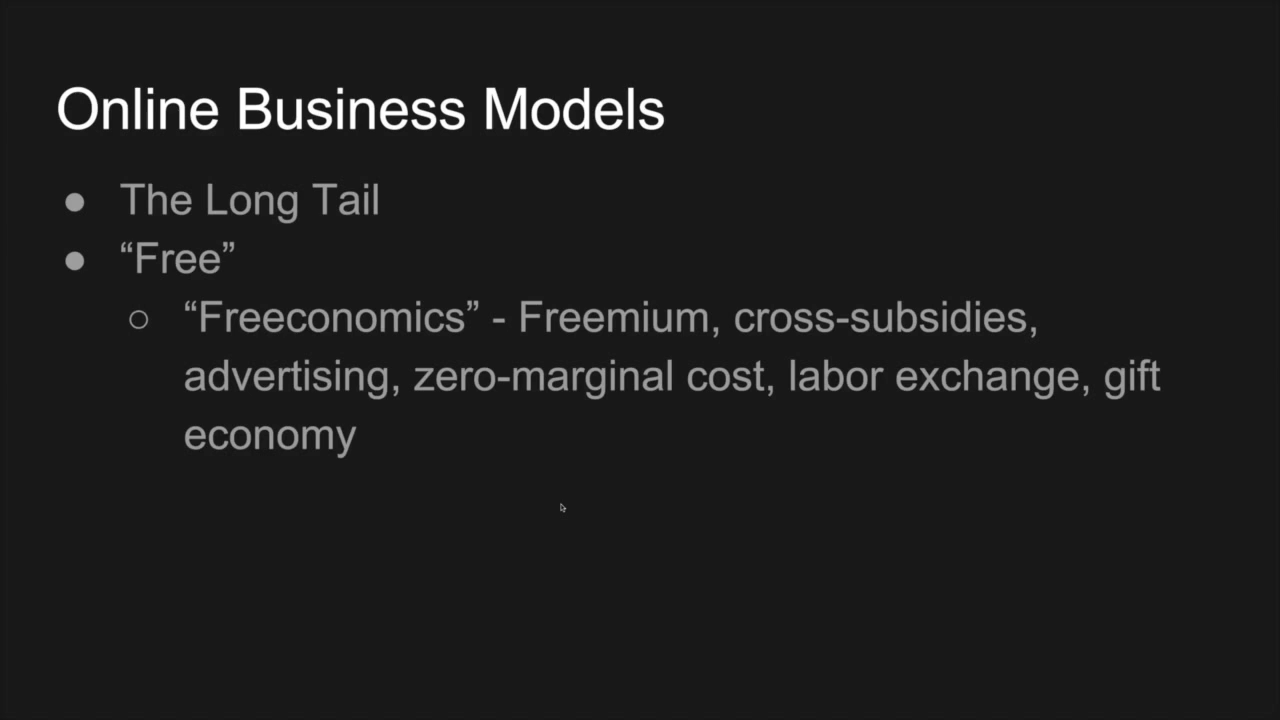 Online Business Models
● The Long Tail
● “Free”
○ “Freeconomics” - Freemium, cross-subsidies,
advertising, zero-marginal cost, labor exchange, gift
economy